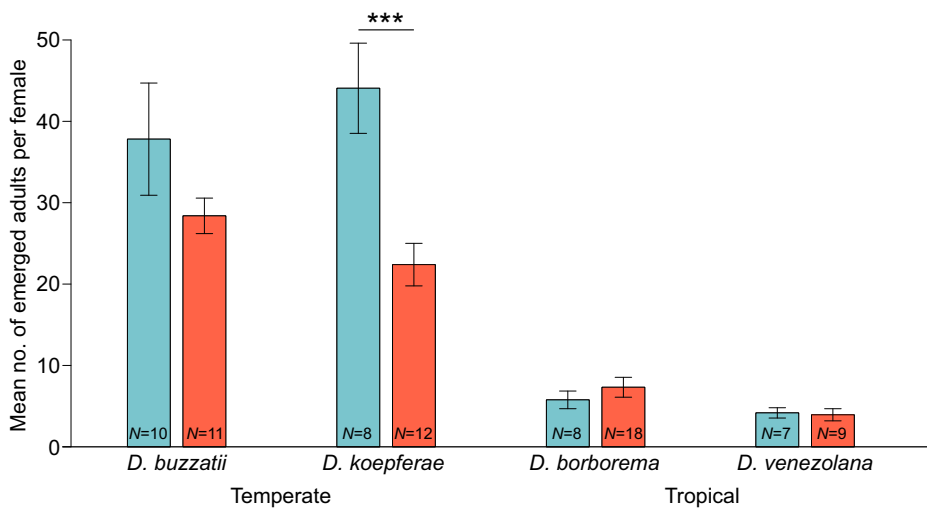 ***
Mean no. of emerged adults per female
50
40
30
20
10
0
N=10 N=11 N=8 N=12 N=8 N=18 N=7 N=9
D. buzzatii D. koepferae D. borborema D. venezolana
Temperate Tropical